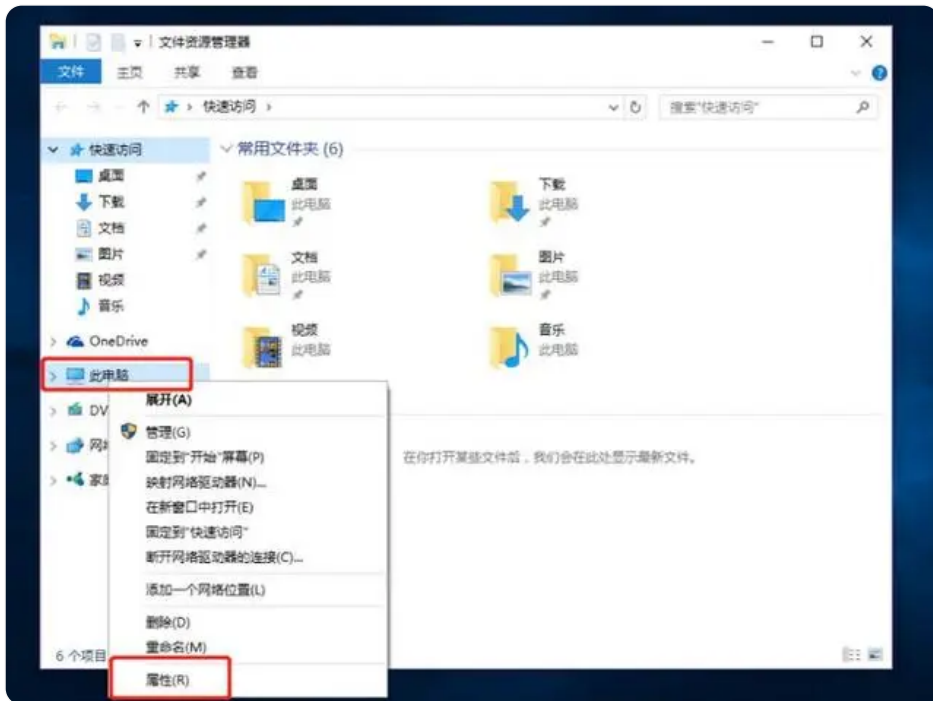 文件资源管理器
文件 主页 共享 查看
快速访问
搜索"快速访问"
快速访问
桌面
下载
文档
图片
视频
音乐
OneDrive
此电脑
DV
网络
家庭
常用文件夹 (6)
桌面
此电脑
下载
此电脑
文档
此电脑
图片
此电脑
视频
此电脑
音乐
此电脑
在你打开某些文件后，我们会在此处显示最新文件。
展开(A)
管理(G)
固定到"开始"屏幕(P)
映射网络驱动器(N)...
在新窗口中打开(E)
固定到"快速访问"
断开网络驱动器的连接(C)...
添加一个网络位置(L)
删除(D)
重命名(M)
属性(R)
6 个项目